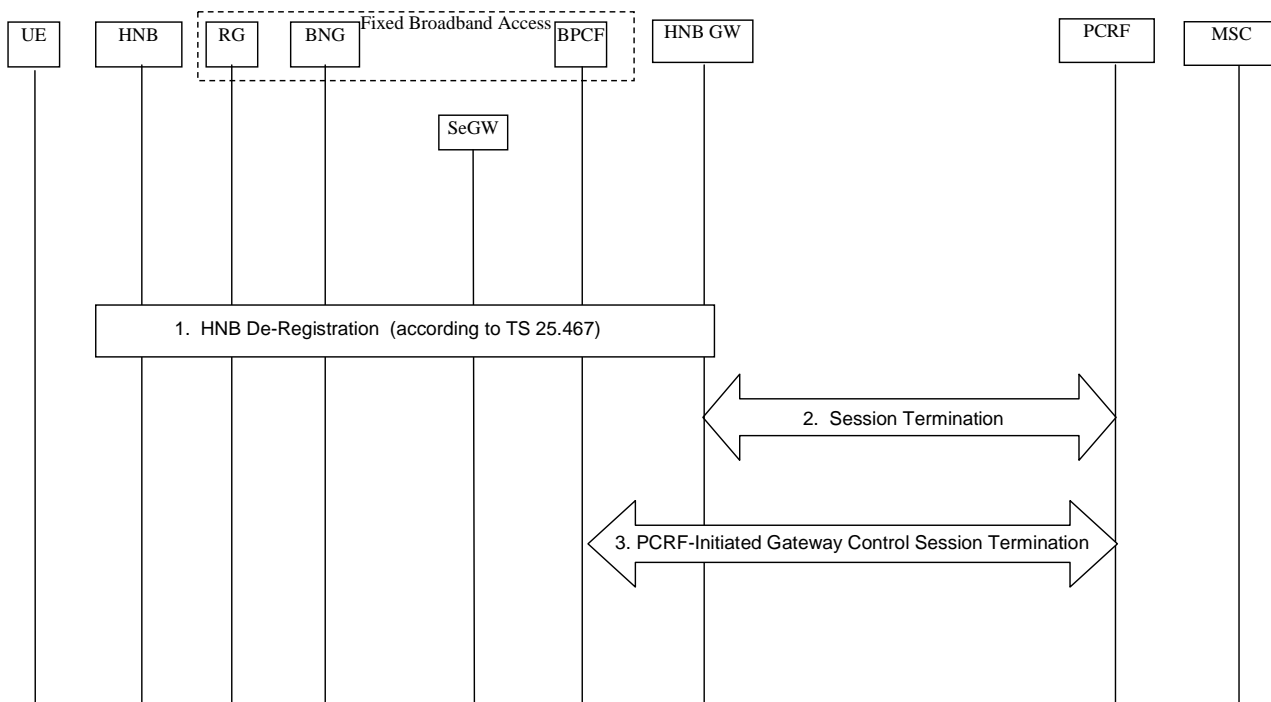 Fixed Broadband Access
UE
HNB
RG
BNG
BPCF
HNB GW
PCRF
MSC
SeGW
1. HNB De-Registration (according to TS 25.467)
2. Session Termination
3. PCRF-Initiated Gateway Control Session Termination